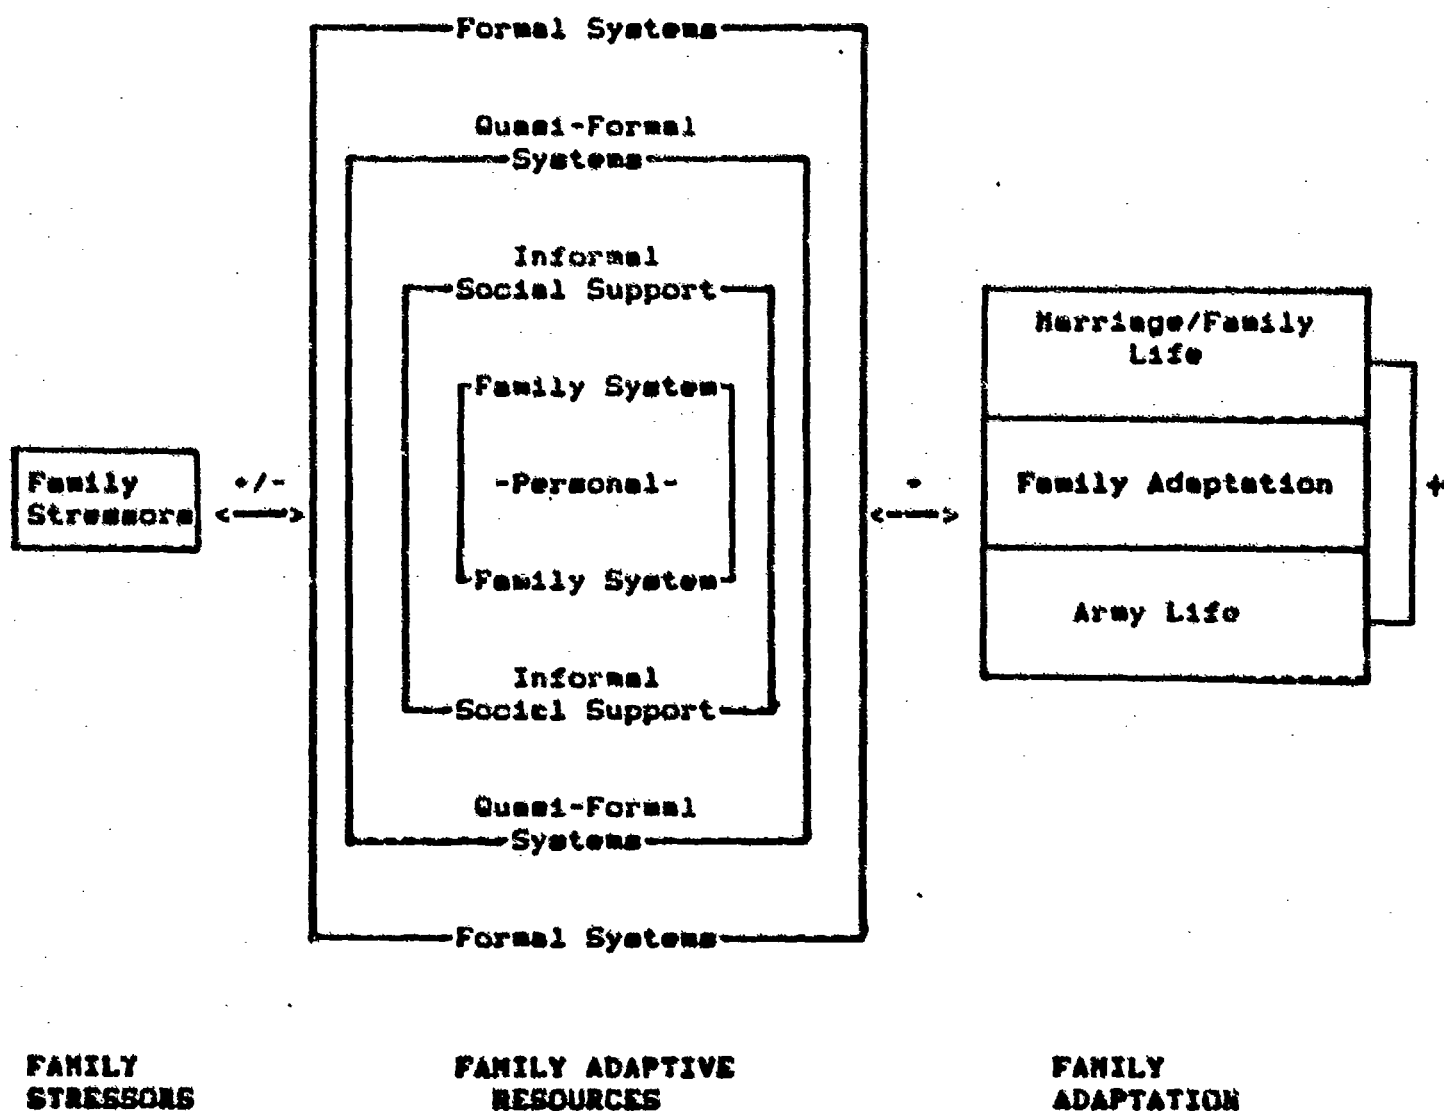 Formal Systems
Quasi-Formal
Systems
Informal
Social Support
Family System
-Personal-
Family System
Informal
Social Support
Quasi-Formal
Systems
Formal Systems
Family
Stressors
+/-
<--->
+
<--->
Marriage/Family
Life
Family Adaptation
Army Life
+
FAMILY
STRESSORS
FAMILY ADAPTIVE
RESOURCES
FAMILY
ADAPTATION